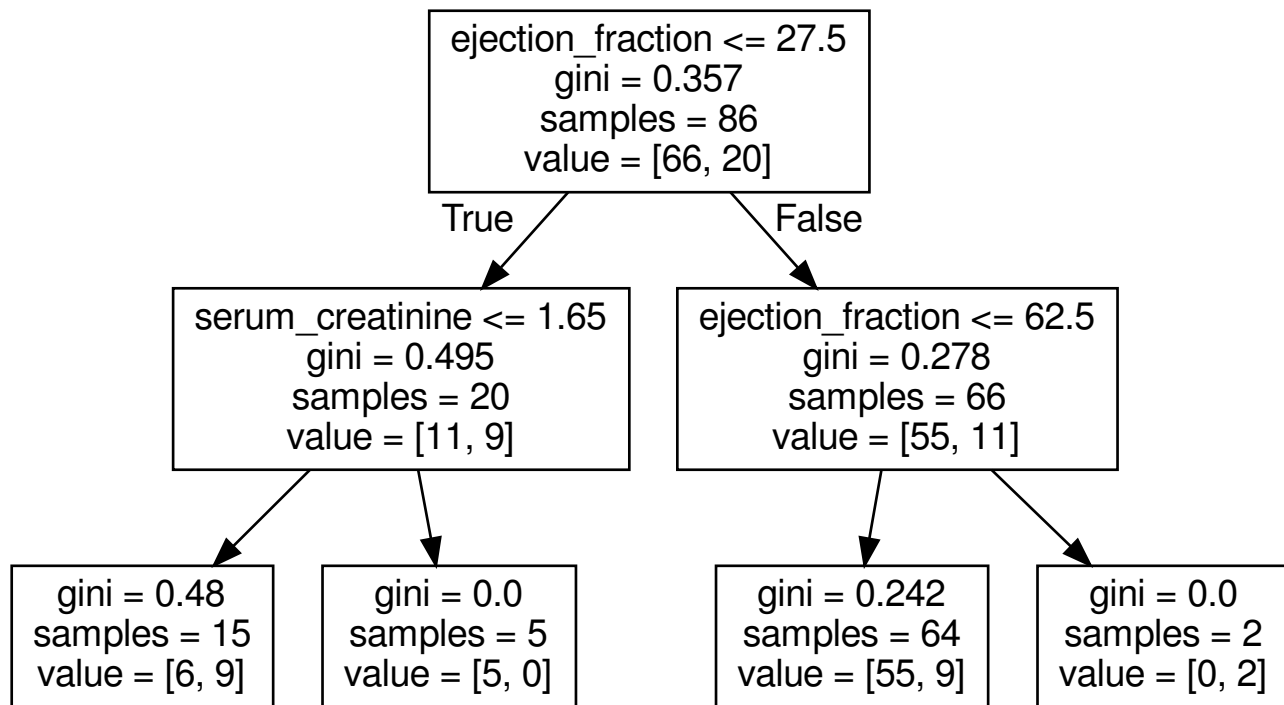 ejection_fraction <= 27.5
gini = 0.357
samples = 86
value = [66, 20]
True
False
serum_creatinine <= 1.65
gini = 0.495
samples = 20
value = [11, 9]
ejection_fraction <= 62.5
gini = 0.278
samples = 66
value = [55, 11]
gini = 0.48
samples = 15
value = [6, 9]
gini = 0.0
samples = 5
value = [5, 0]
gini = 0.242
samples = 64
value = [55, 9]
gini = 0.0
samples = 2
value = [0, 2]